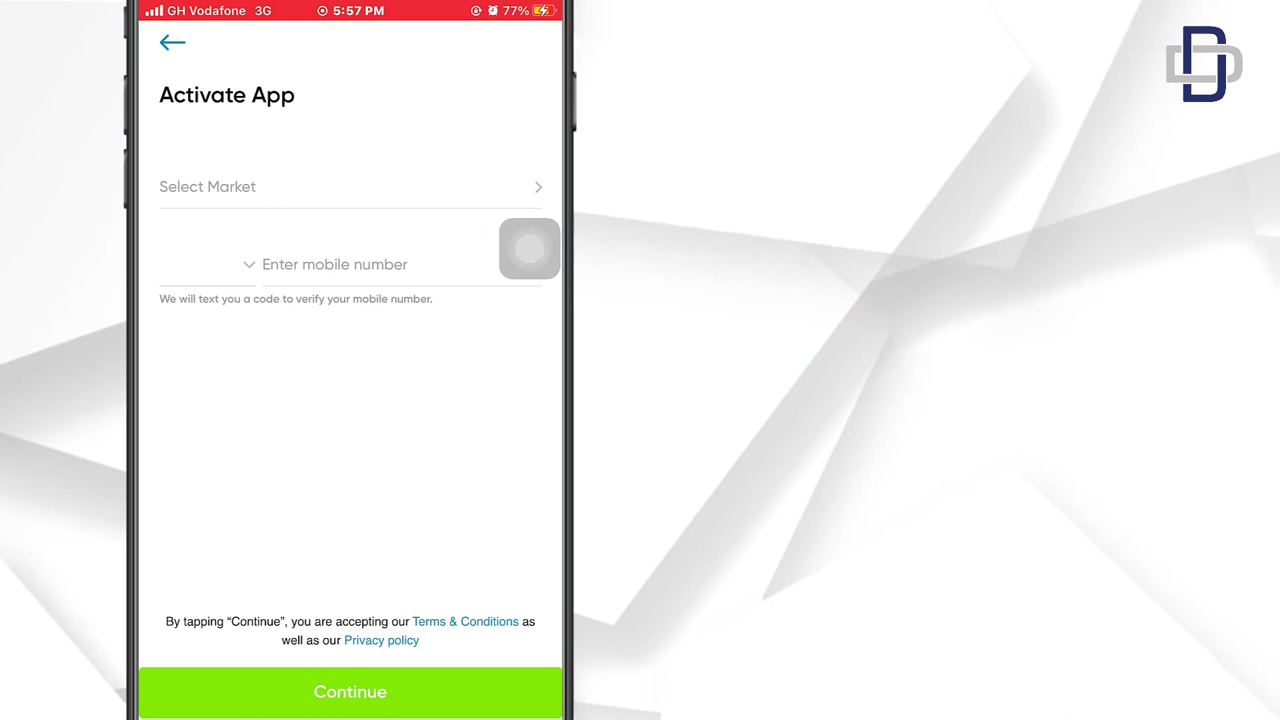 GH Vodafone 3G 5:57 PM 77%
Activate App
Select Market
Enter mobile number
We will text you a code to verify your mobile number.
By tapping “Continue”, you are accepting our Terms & Conditions as
well as our Privacy policy
Continue